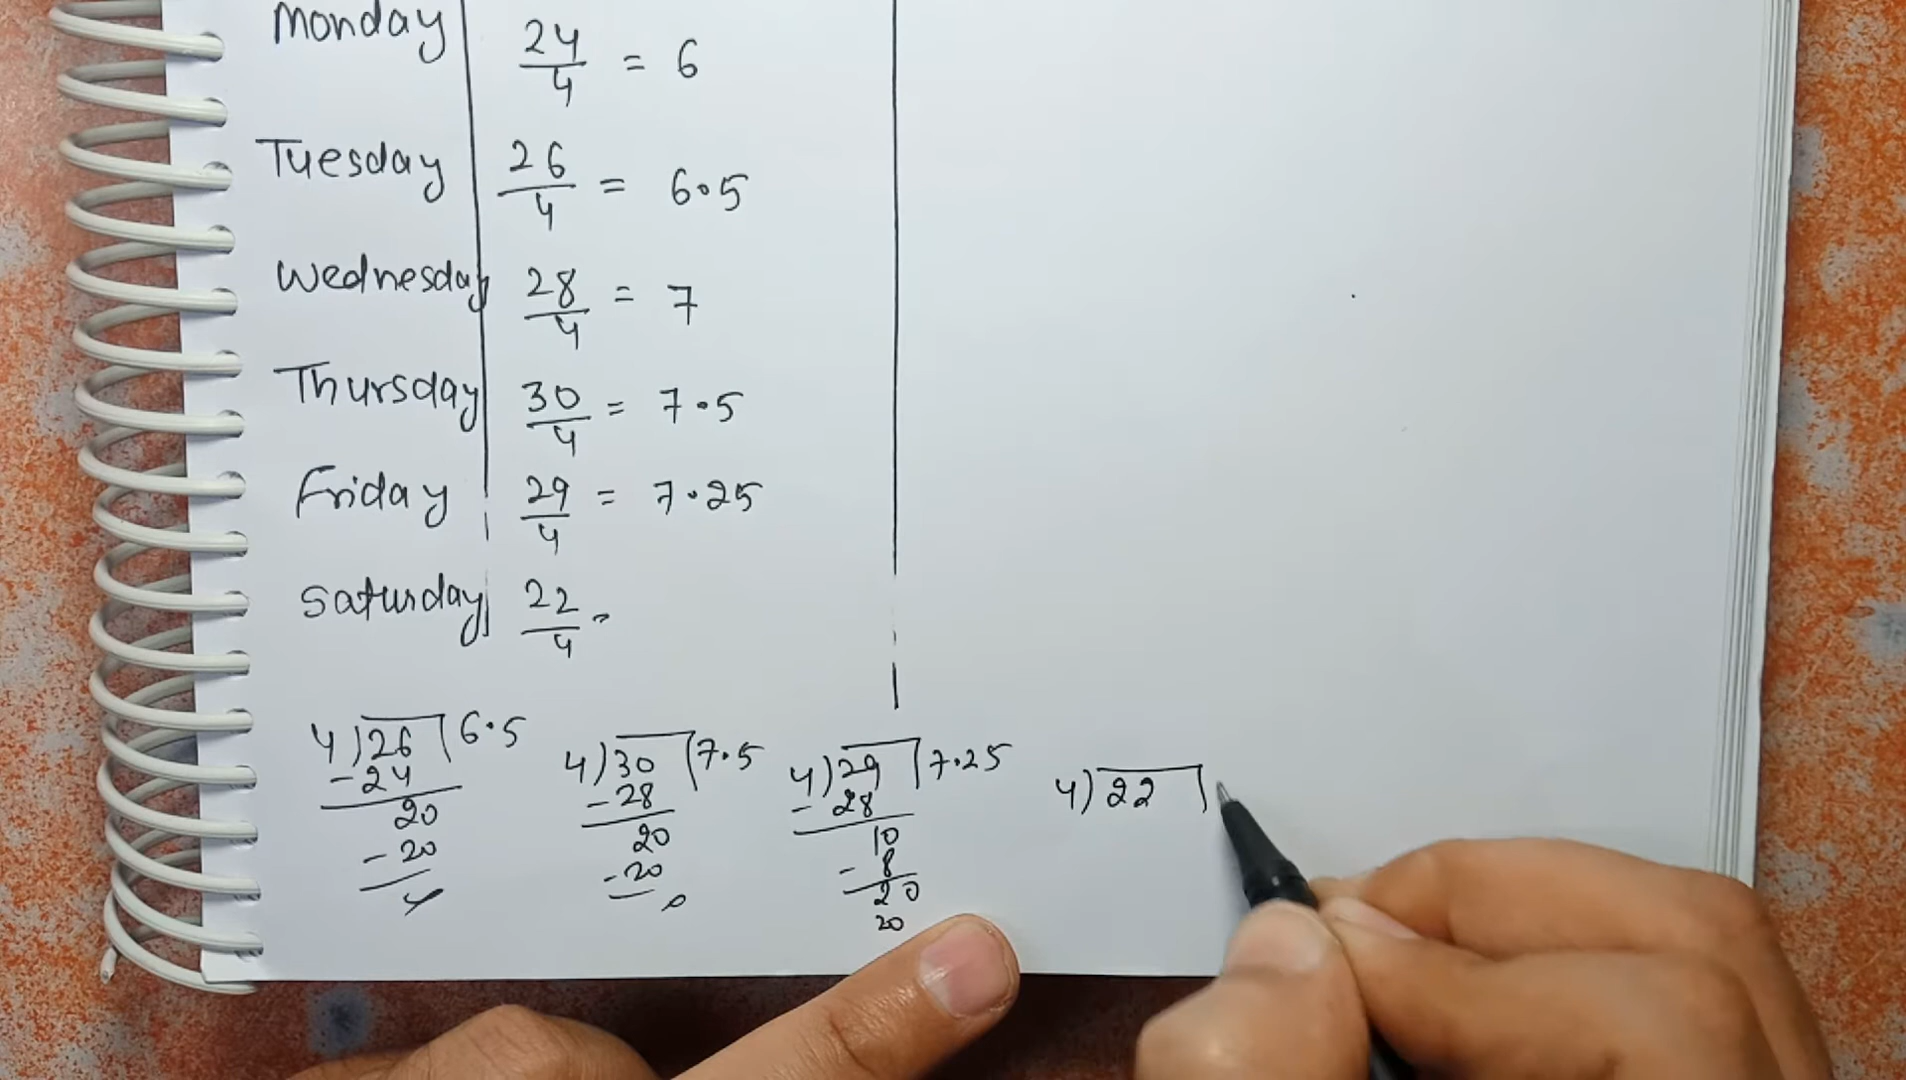 Monday 24/4 = 6
Tuesday 26/4 = 6.5
Wednesday 28/4 = 7
Thursday 30/4 = 7.5
Friday 29/4 = 7.25
Saturday 22/4 =
4)26(6.5
-24
20
-20
4)30(7.5
-28
20
-20
0
4)29(7.25
-28
10
-8
20
20
4)22(